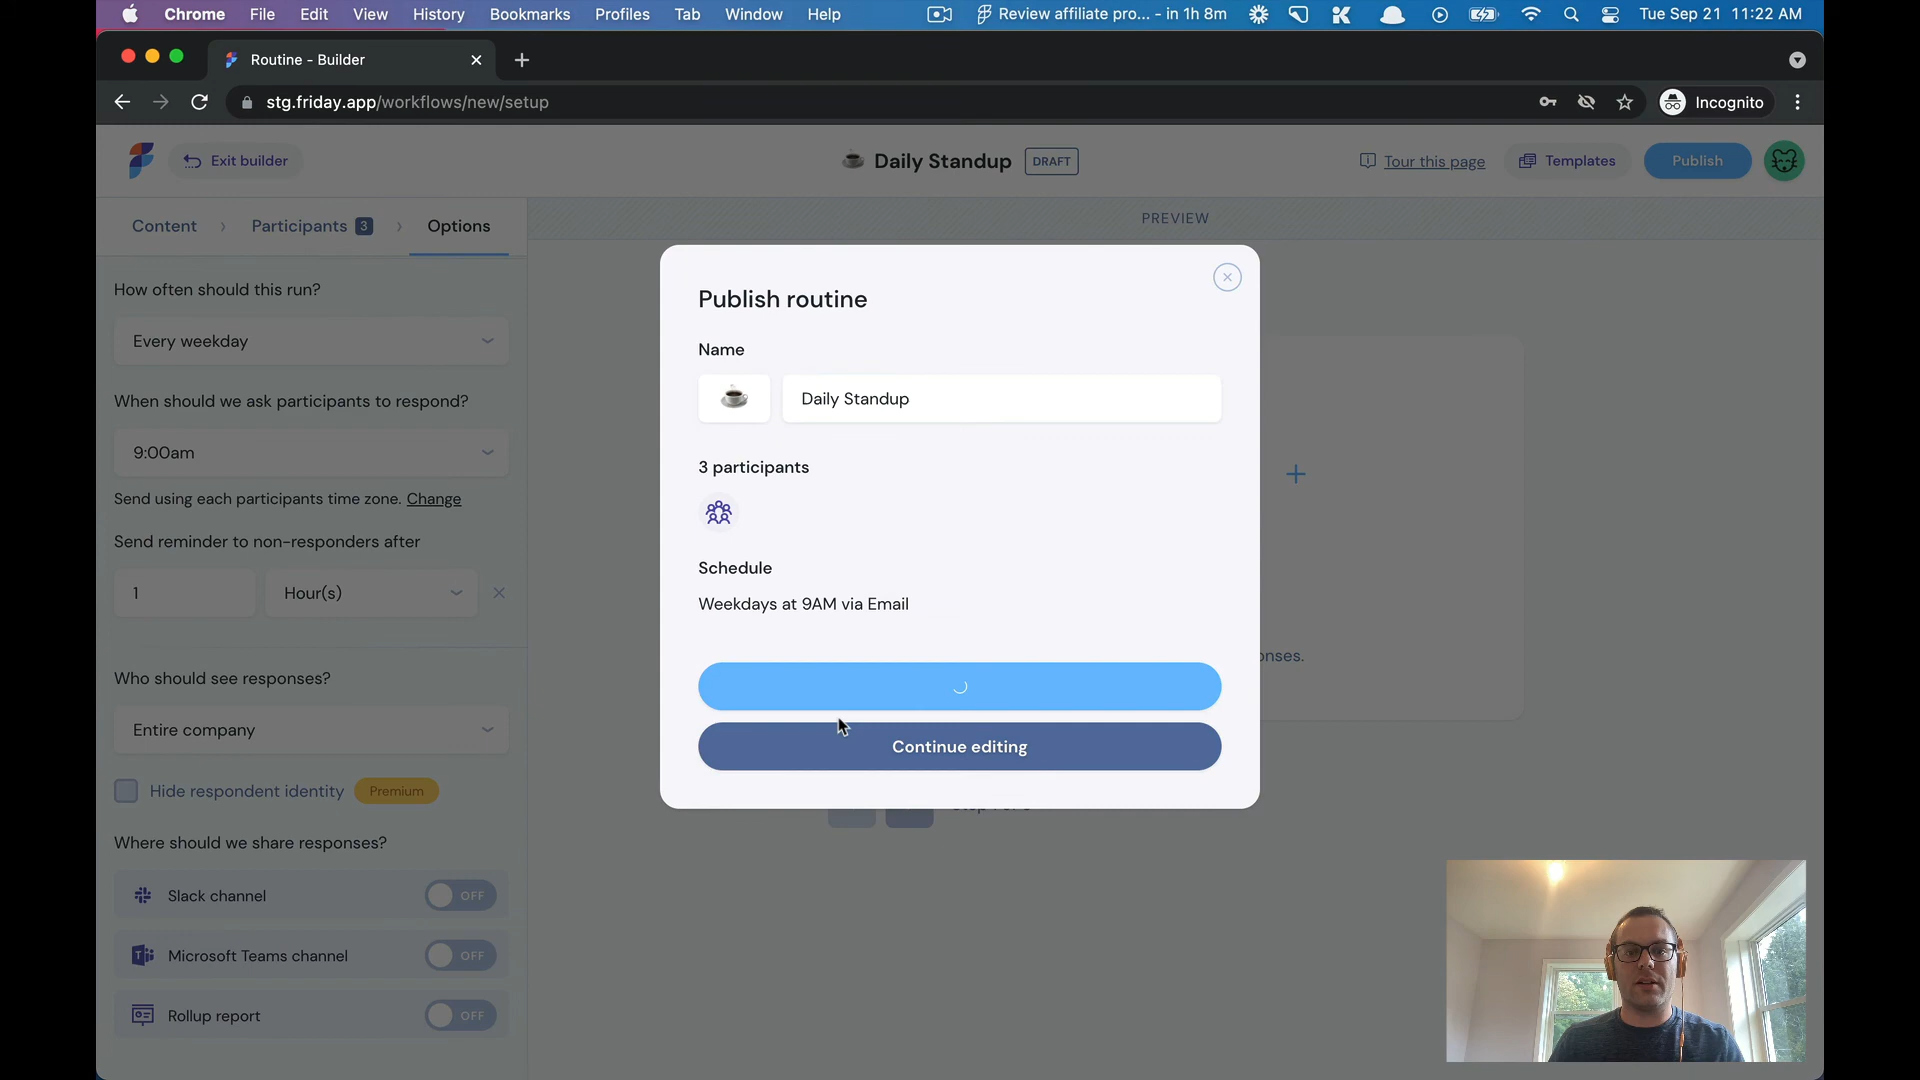 Chrome File Edit View History Bookmarks Profiles Tab Window Help Review affiliate pro... - in 1h 8m Tue Sep 21 11:22 AM
Routine - Builder
stg.friday.app/workflows/new/setup Incognito
Exit builder Daily Standup DRAFT Tour this page Templates Publish
Content Participants 3 Options
PREVIEW
How often should this run?
Every weekday
When should we ask participants to respond?
9:00am
Send using each participants time zone. Change
Send reminder to non-responders after
1 Hour(s)
Who should see responses?
Entire company
Hide respondent identity Premium
Where should we share responses?
Slack channel OFF
Microsoft Teams channel OFF
Rollup report OFF
Publish routine
Name
Daily Standup
3 participants
Schedule
Weekdays at 9AM via Email
Continue editing
onses.